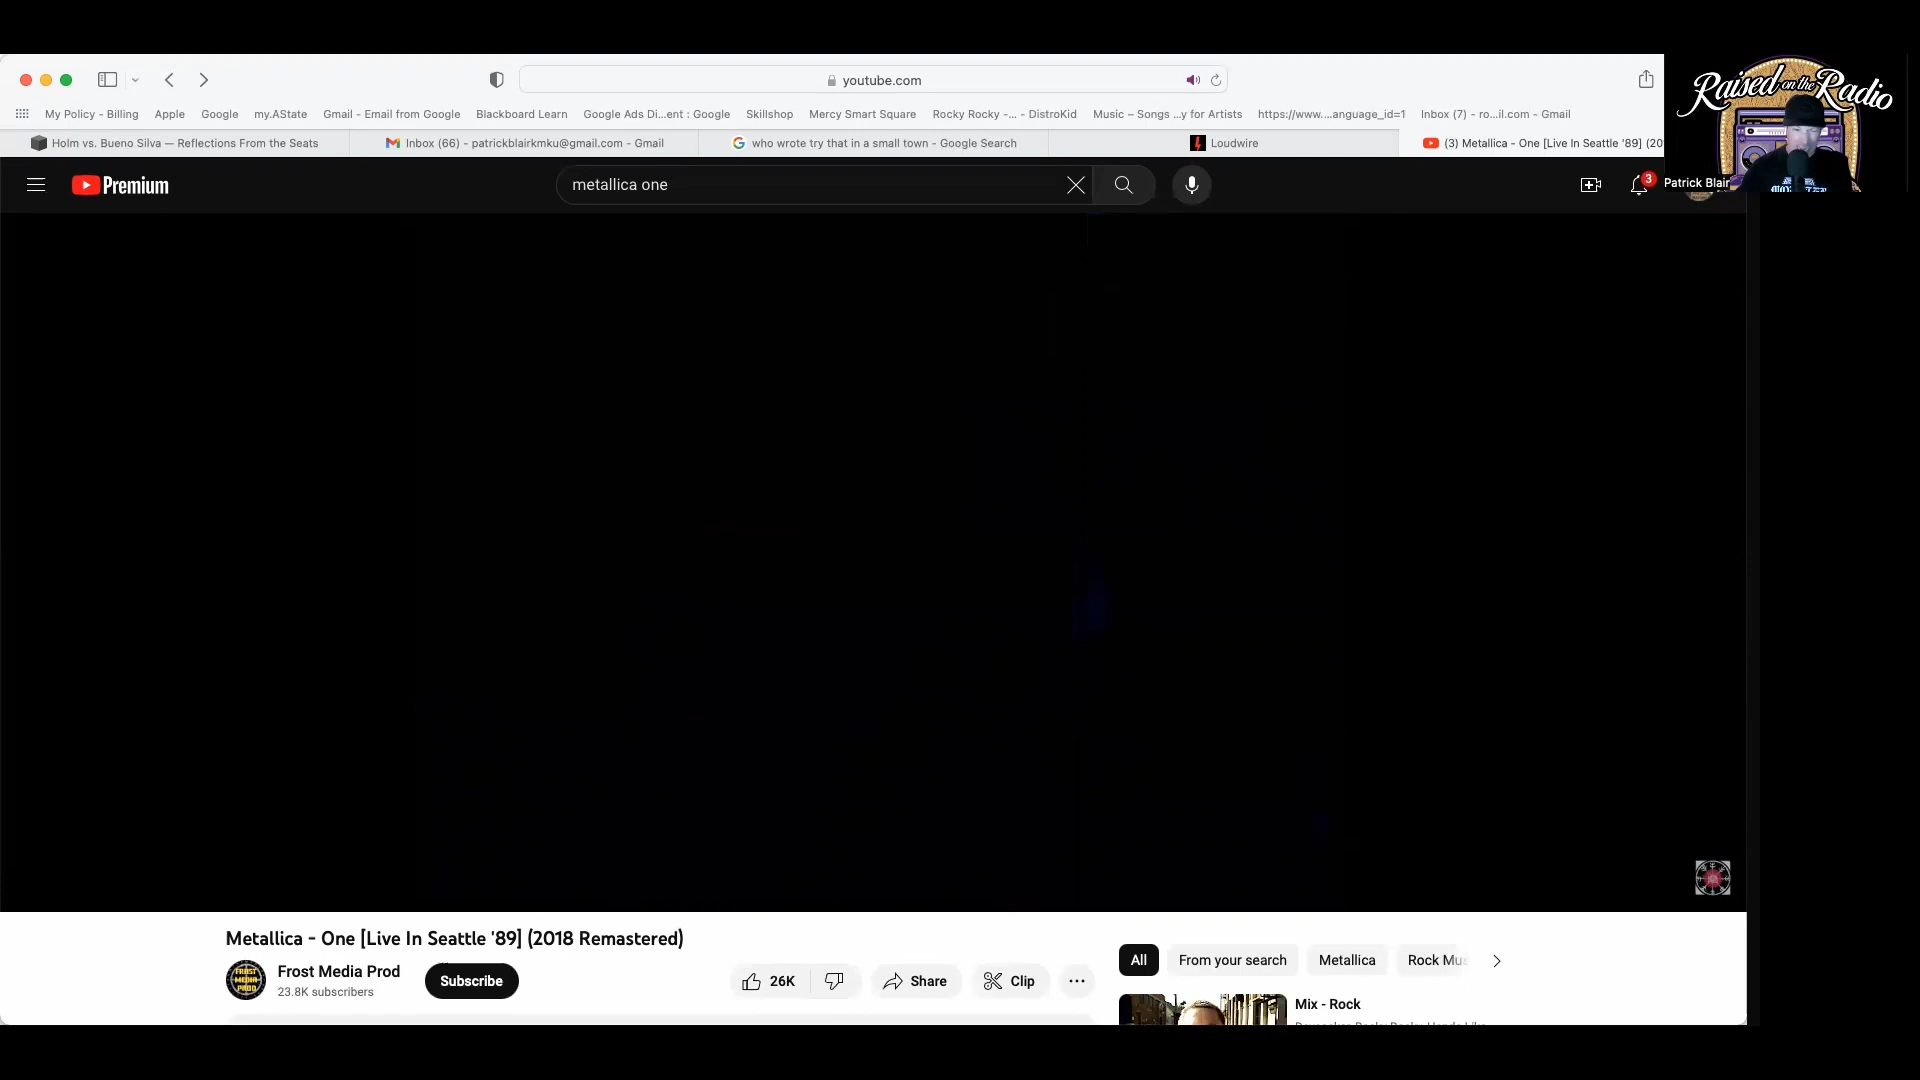 youtube.com
My Policy - Billing Apple Google my.AState Gmail - Email from Google Blackboard Learn Google Ads Di...ent : Google Skillshop Mercy Smart Square Rocky Rocky -... - DistroKid Music – Songs ...y for Artists https://www....anguage_id=1 Inbox (7) - ro...il.com - Gmail
Raised on the Radio
Holm vs. Bueno Silva — Reflections From the Seats Inbox (66) - patrickblairkmku@gmail.com - Gmail who wrote try that in a small town - Google Search Loudwire (3) Metallica - One [Live In Seattle '89] (20
Premium metallica one 3 Patrick Blair
Metallica - One [Live In Seattle '89] (2018 Remastered)
Frost Media Prod
23.8K subscribers
Subscribe 26K Share Clip
All From your search Metallica Rock Mus
Mix - Rock